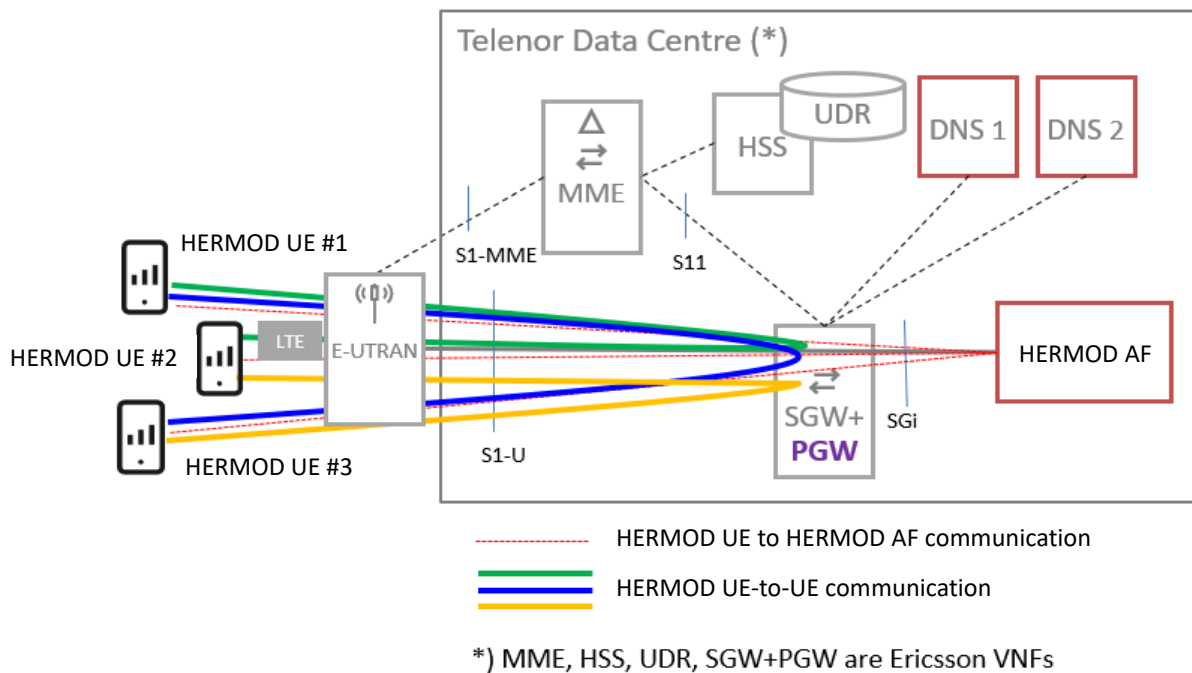 Telenor Data Centre (*)
UDR
DNS 1
DNS 2
HSS
MME
HERMOD UE #1
S1-MME
S11
LTE
E-UTRAN
HERMOD UE #2
HERMOD AF
SGW+
PGW
SGi
HERMOD UE #3
S1-U
HERMOD UE to HERMOD AF communication
HERMOD UE-to-UE communication
*) MME, HSS, UDR, SGW+PGW are Ericsson VNFs